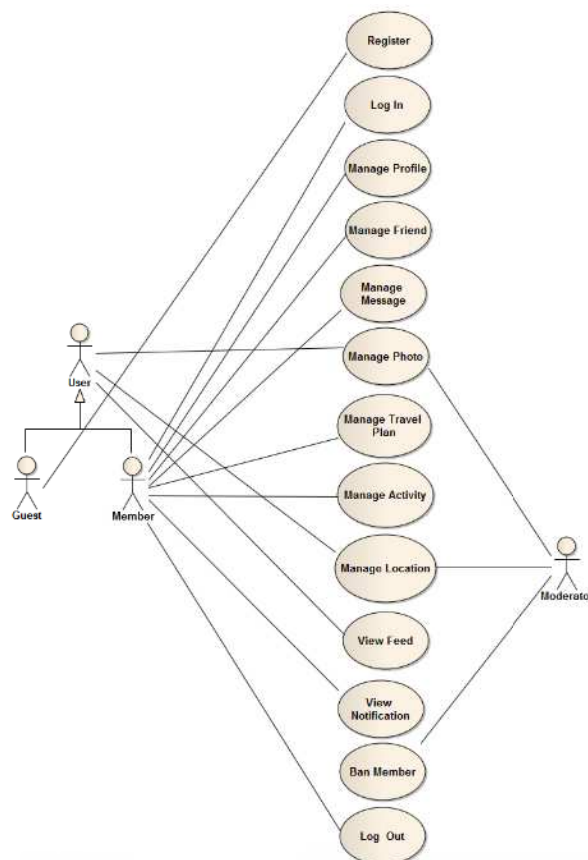 Register
Log In
Manage Profile
Manage Friend
Manage
Message
User
Manage Photo
Manage Travel
Plan
Guest
Member
Manage Activity
Manage Location
Moderato
View Feed
View
Notification
Ban Member
Log Out